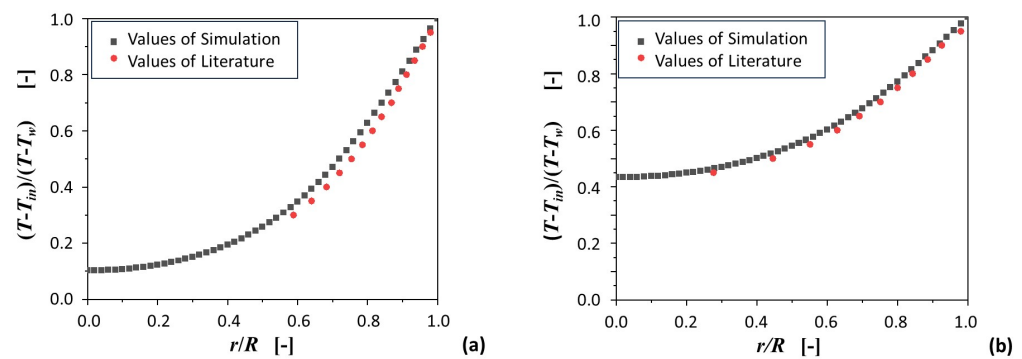 Values of Simulation
Values of Literature
(T-Tin)/(T-Tw) [-]
1.0
0.8
0.6
0.4
0.2
0.0
0.0 0.2 0.4 0.6 0.8 1.0
r/R [-]
(a)
Values of Simulation
Values of Literature
(T-Tin)/(T-Tw) [-]
1.0
0.8
0.6
0.4
0.2
0.0
0.0 0.2 0.4 0.6 0.8 1.0
r/R [-]
(b)